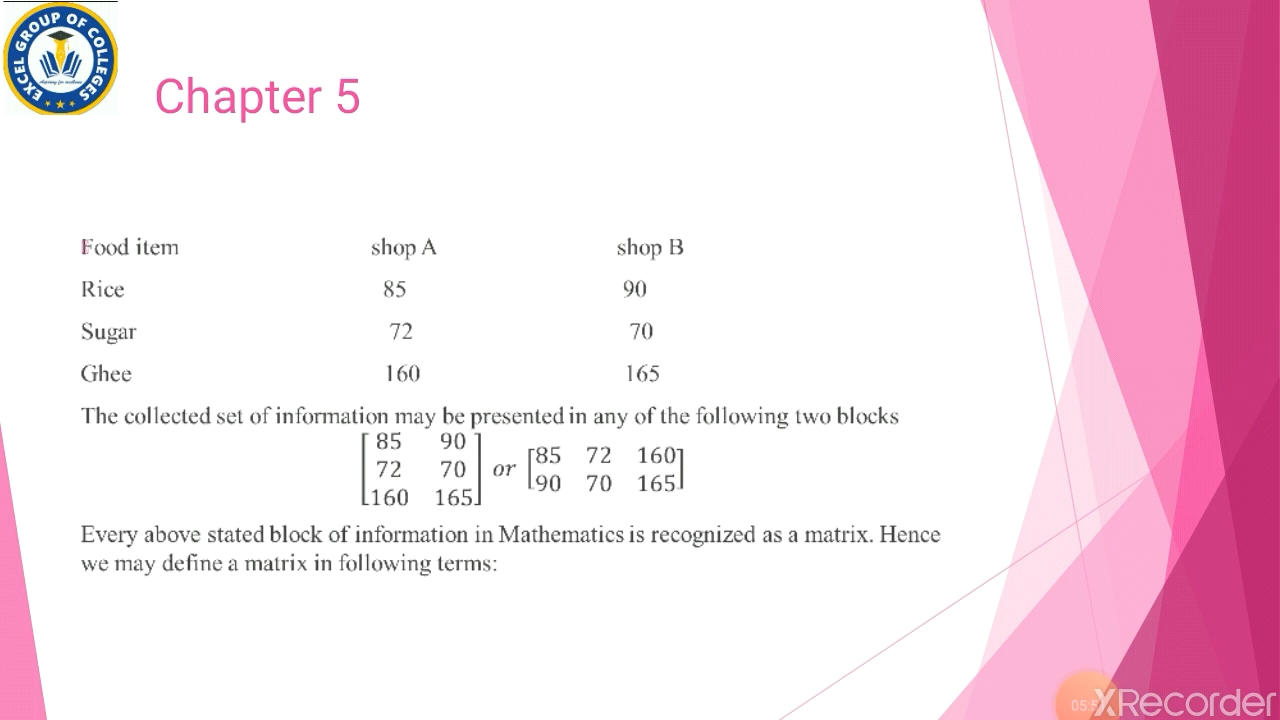 EXCEL GROUP OF COLLEGES
Chapter 5
Food item shop A shop B
Rice 85 90
Sugar 72 70
Ghee 160 165
The collected set of information may be presented in any of the following two blocks
[85 90
72 70
160 165] or [85 72 160
90 70 165]
Every above stated block of information in Mathematics is recognized as a matrix. Hence
we may define a matrix in following terms:
XRecorder